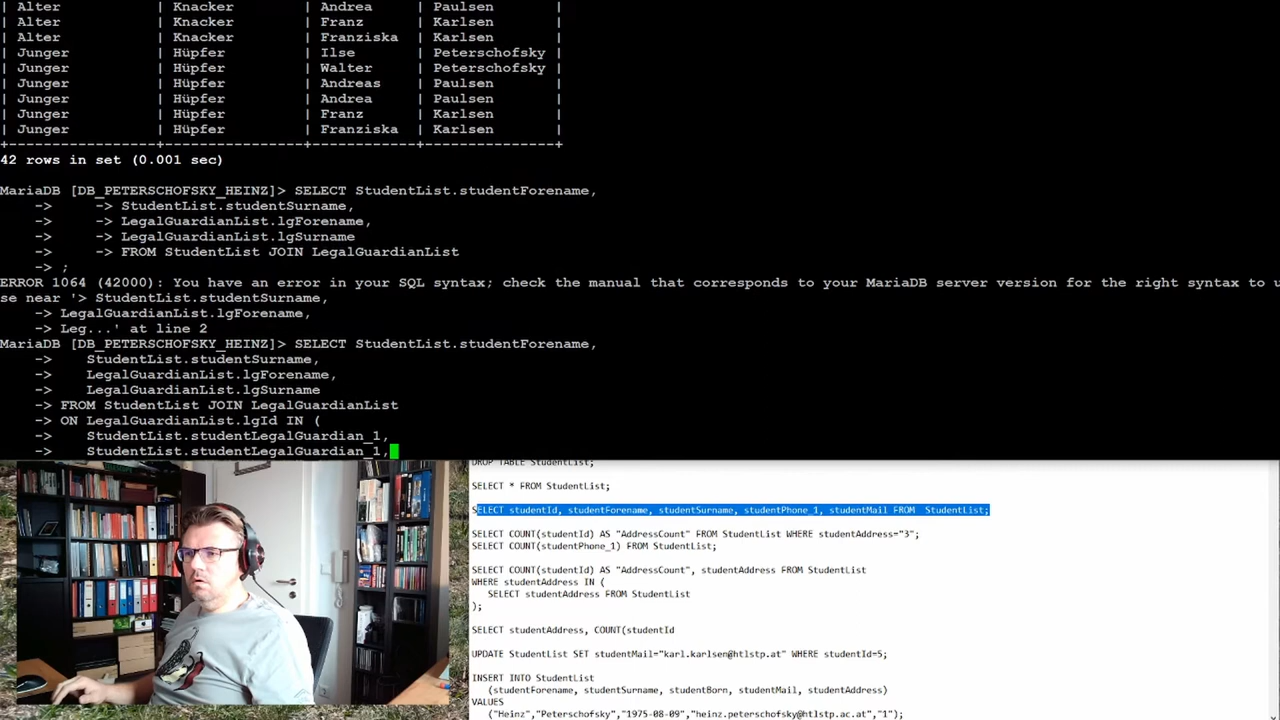 | Alter | Knacker | Andrea | Paulsen |
| Alter | Knacker | Franz | Karlsen |
| Alter | Knacker | Franziska | Karlsen |
| Junger | Hüpfer | Ilse | Peterschofsky |
| Junger | Hüpfer | Walter | Peterschofsky |
| Junger | Hüpfer | Andreas | Paulsen |
| Junger | Hüpfer | Andrea | Paulsen |
| Junger | Hüpfer | Franz | Karlsen |
| Junger | Hüpfer | Franziska | Karlsen |
+-----------------+----------------+------------+---------------+
42 rows in set (0.001 sec)
MariaDB [DB_PETERSCHOFSKY_HEINZ]> SELECT StudentList.studentForename,
-> -> StudentList.studentSurname,
-> -> LegalGuardianList.lgForename,
-> -> LegalGuardianList.lgSurname
-> -> FROM StudentList JOIN LegalGuardianList
-> ;
ERROR 1064 (42000): You have an error in your SQL syntax; check the manual that corresponds to your MariaDB server version for the right syntax to u
se near '> StudentList.studentSurname,
-> LegalGuardianList.lgForename,
-> Leg...' at line 2
MariaDB [DB_PETERSCHOFSKY_HEINZ]> SELECT StudentList.studentForename,
-> StudentList.studentSurname,
-> LegalGuardianList.lgForename,
-> LegalGuardianList.lgSurname
-> FROM StudentList JOIN LegalGuardianList
-> ON LegalGuardianList.lgId IN (
-> StudentList.studentLegalGuardian_1,
-> StudentList.studentLegalGuardian_1,
DROP TABLE StudentList;
SELECT * FROM StudentList;
SELECT studentId, studentForename, studentSurname, studentPhone_1, studentMail FROM StudentList;
SELECT COUNT(studentId) AS "AddressCount" FROM StudentList WHERE studentAddress="3";
SELECT COUNT(studentPhone_1) FROM StudentList;
SELECT COUNT(studentId) AS "AddressCount", studentAddress FROM StudentList
WHERE studentAddress IN (
SELECT studentAddress FROM StudentList
);
SELECT studentAddress, COUNT(studentId
UPDATE StudentList SET studentMail="karl.karlsen@htlstp.at" WHERE studentId=5;
INSERT INTO StudentList
(studentForename, studentSurname, studentBorn, studentMail, studentAddress)
VALUES
("Heinz","Peterschofsky","1975-08-09","heinz.peterschofsky@htlstp.ac.at","1");